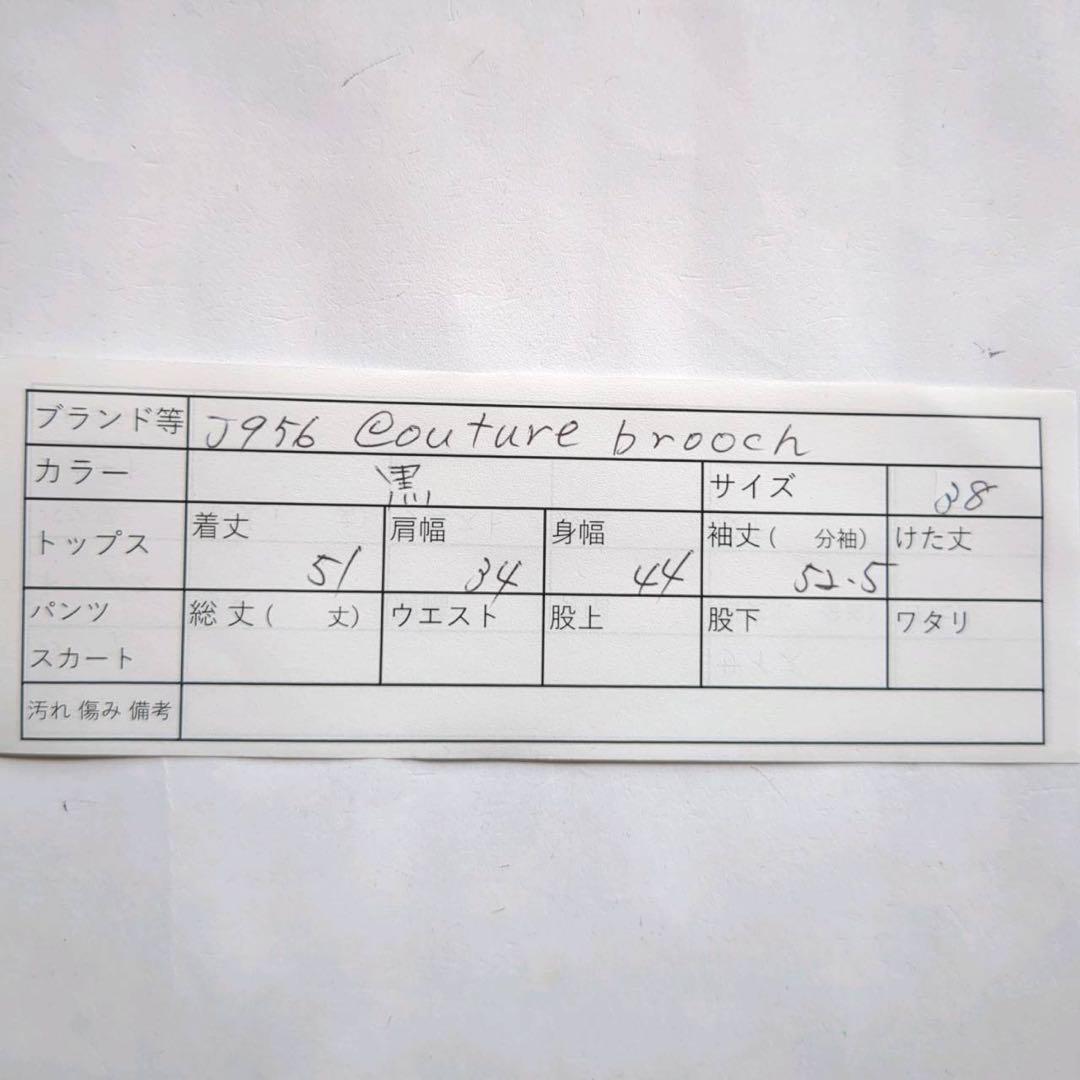 ブランド等 J956 Couture brooch
カラー 黒 サイズ 38
トップス 着丈 51 肩幅 34 身幅 44 袖丈( 分袖) 52.5 けた丈
パンツ 総丈( 丈) ウエスト 股上 股下 ワタリ
スカート
汚れ 傷み 備考